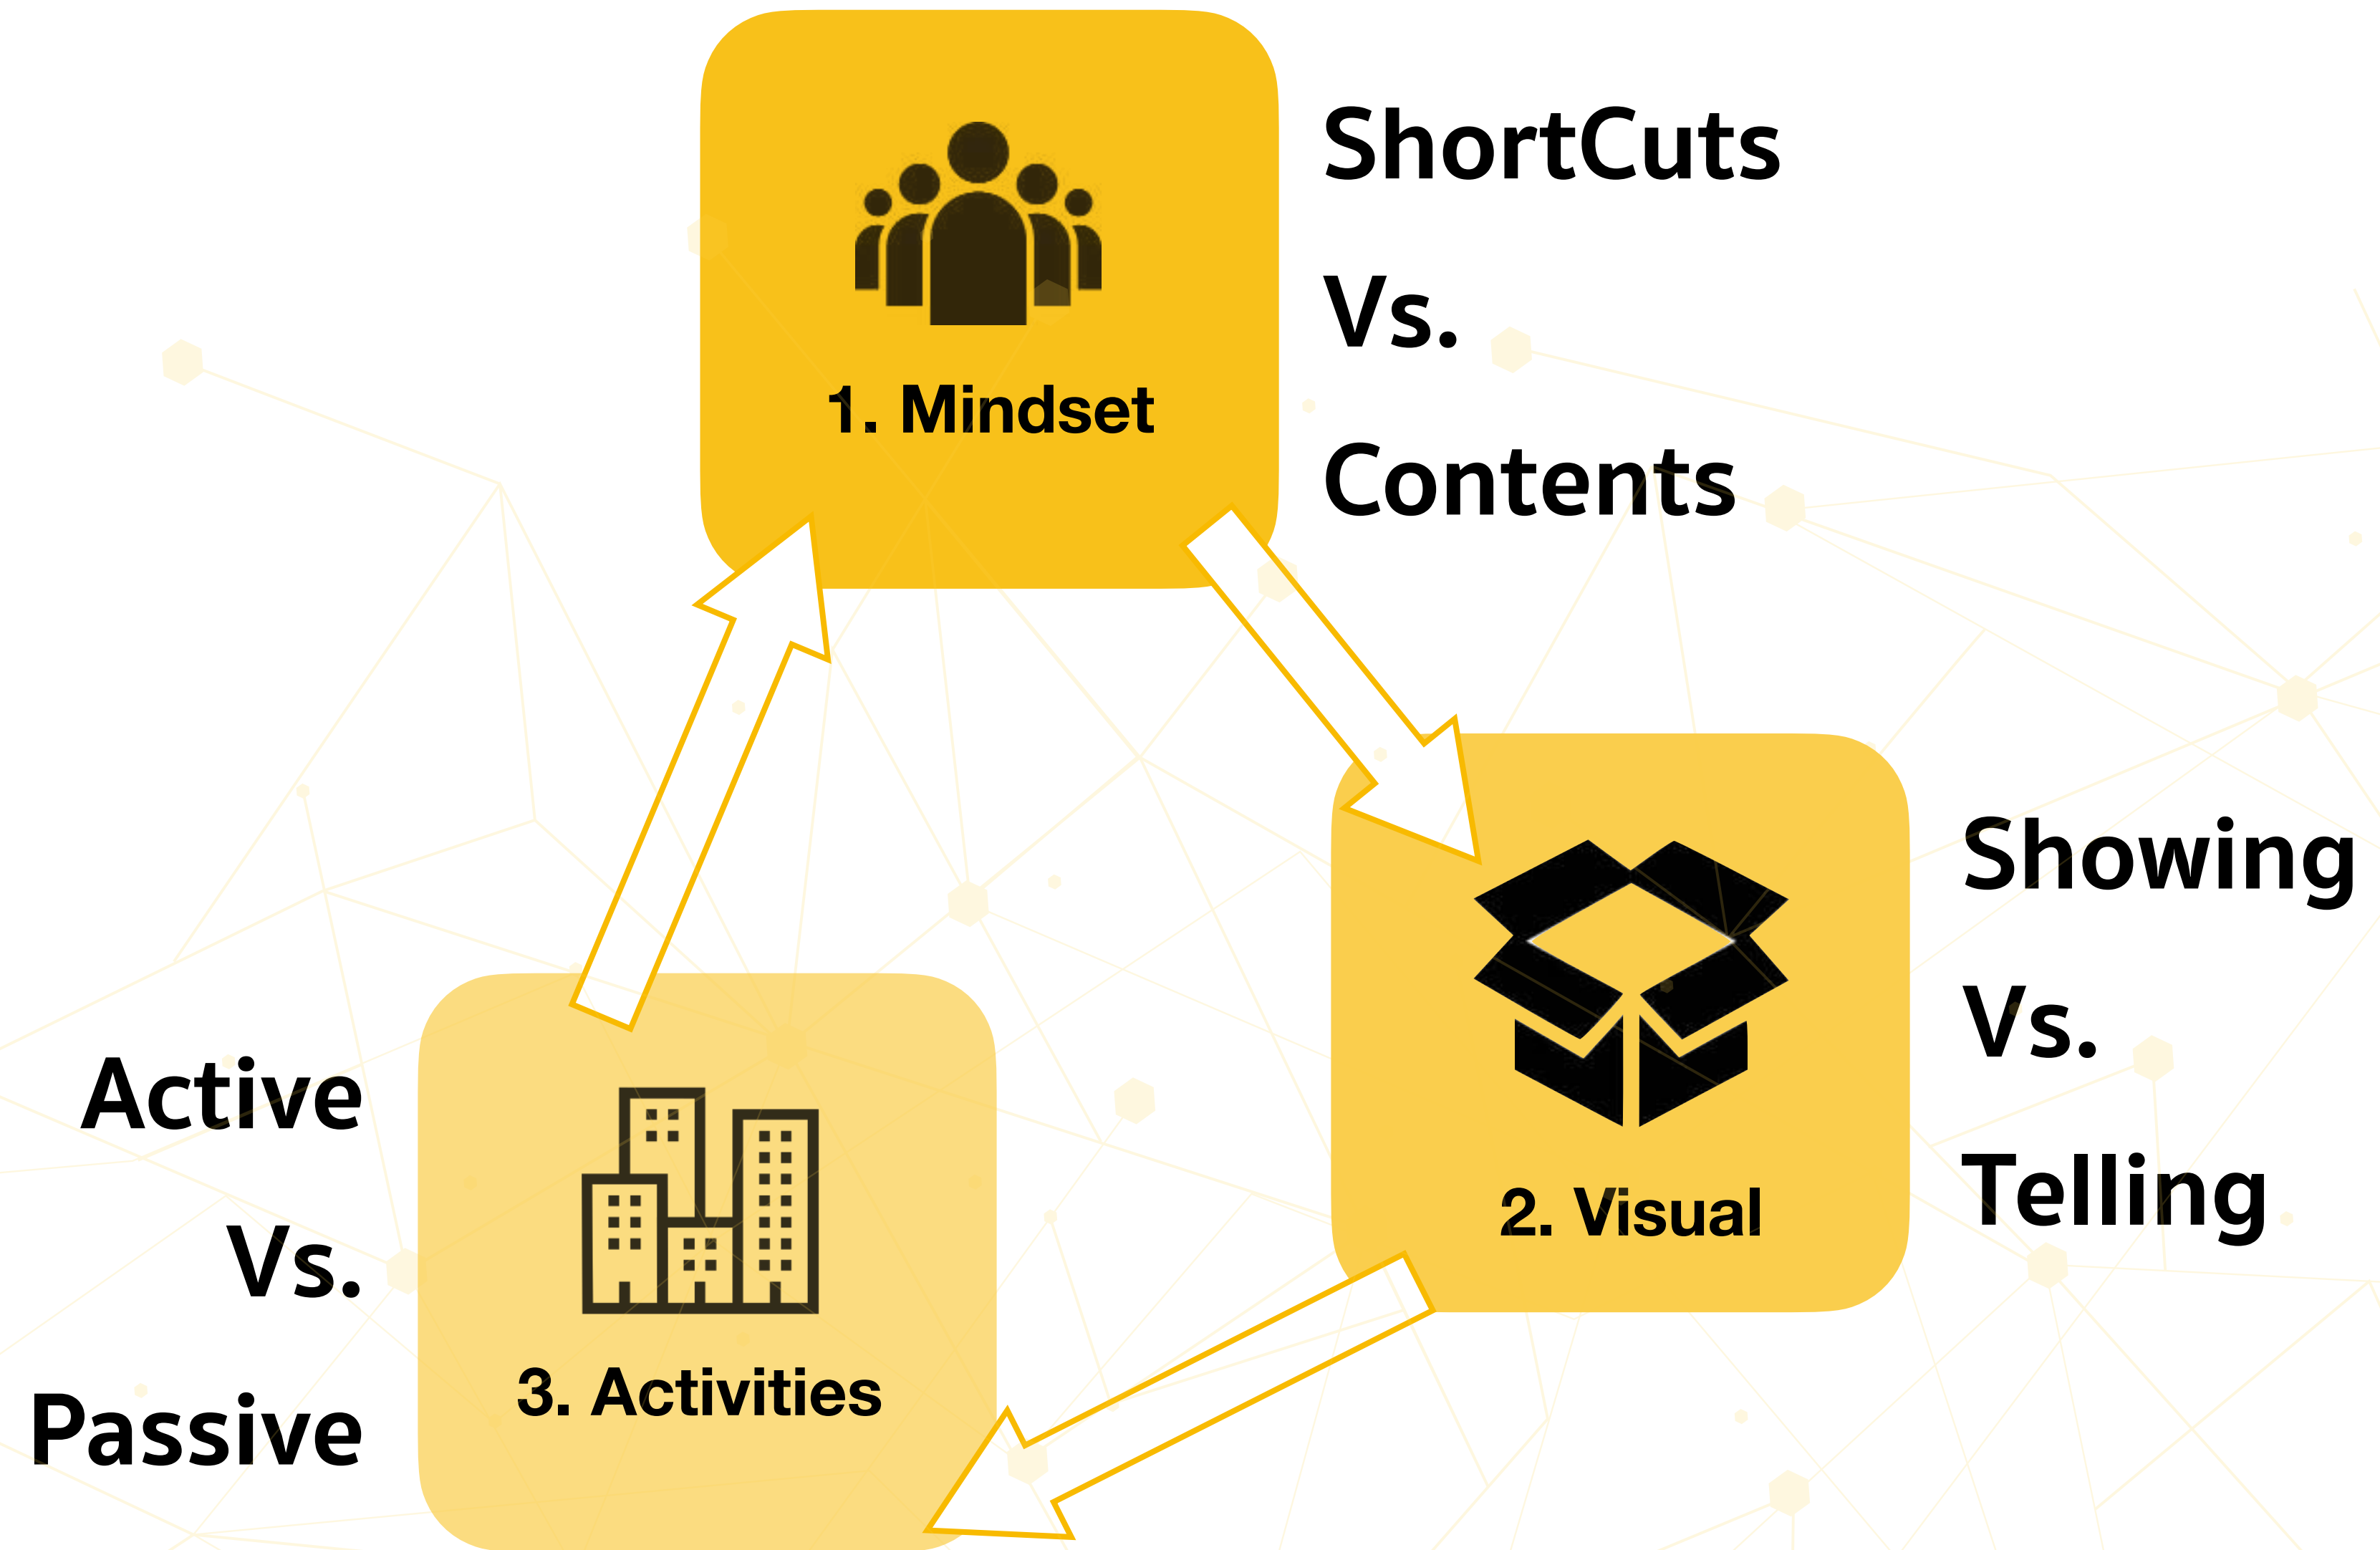 ShortCuts
Vs.
Contents
1. Mindset
Showing
Vs.
Telling
2. Visual
Active
Vs.
Passive
3. Activities